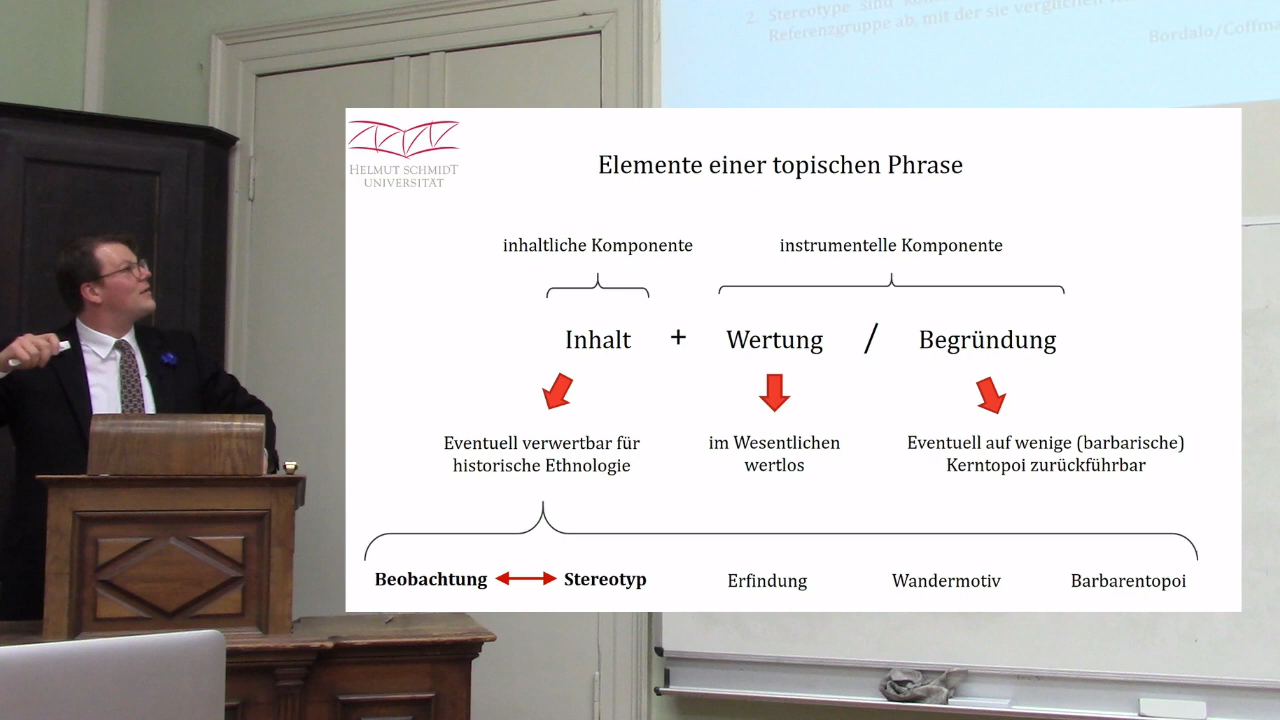 2. Stereotype sind
Referenzgruppe ab, mit der sie verglichen
Bordalo/Coffma
HELMUT SCHMIDT
UNIVERSITÄT
Elemente einer topischen Phrase
inhaltliche Komponente
instrumentelle Komponente
Inhalt + Wertung / Begründung
Eventuell verwertbar für
historische Ethnologie
im Wesentlichen
wertlos
Eventuell auf wenige (barbarische)
Kerntopoi zurückführbar
Beobachtung Stereotyp Erfindung Wandermotiv Barbarentopoi